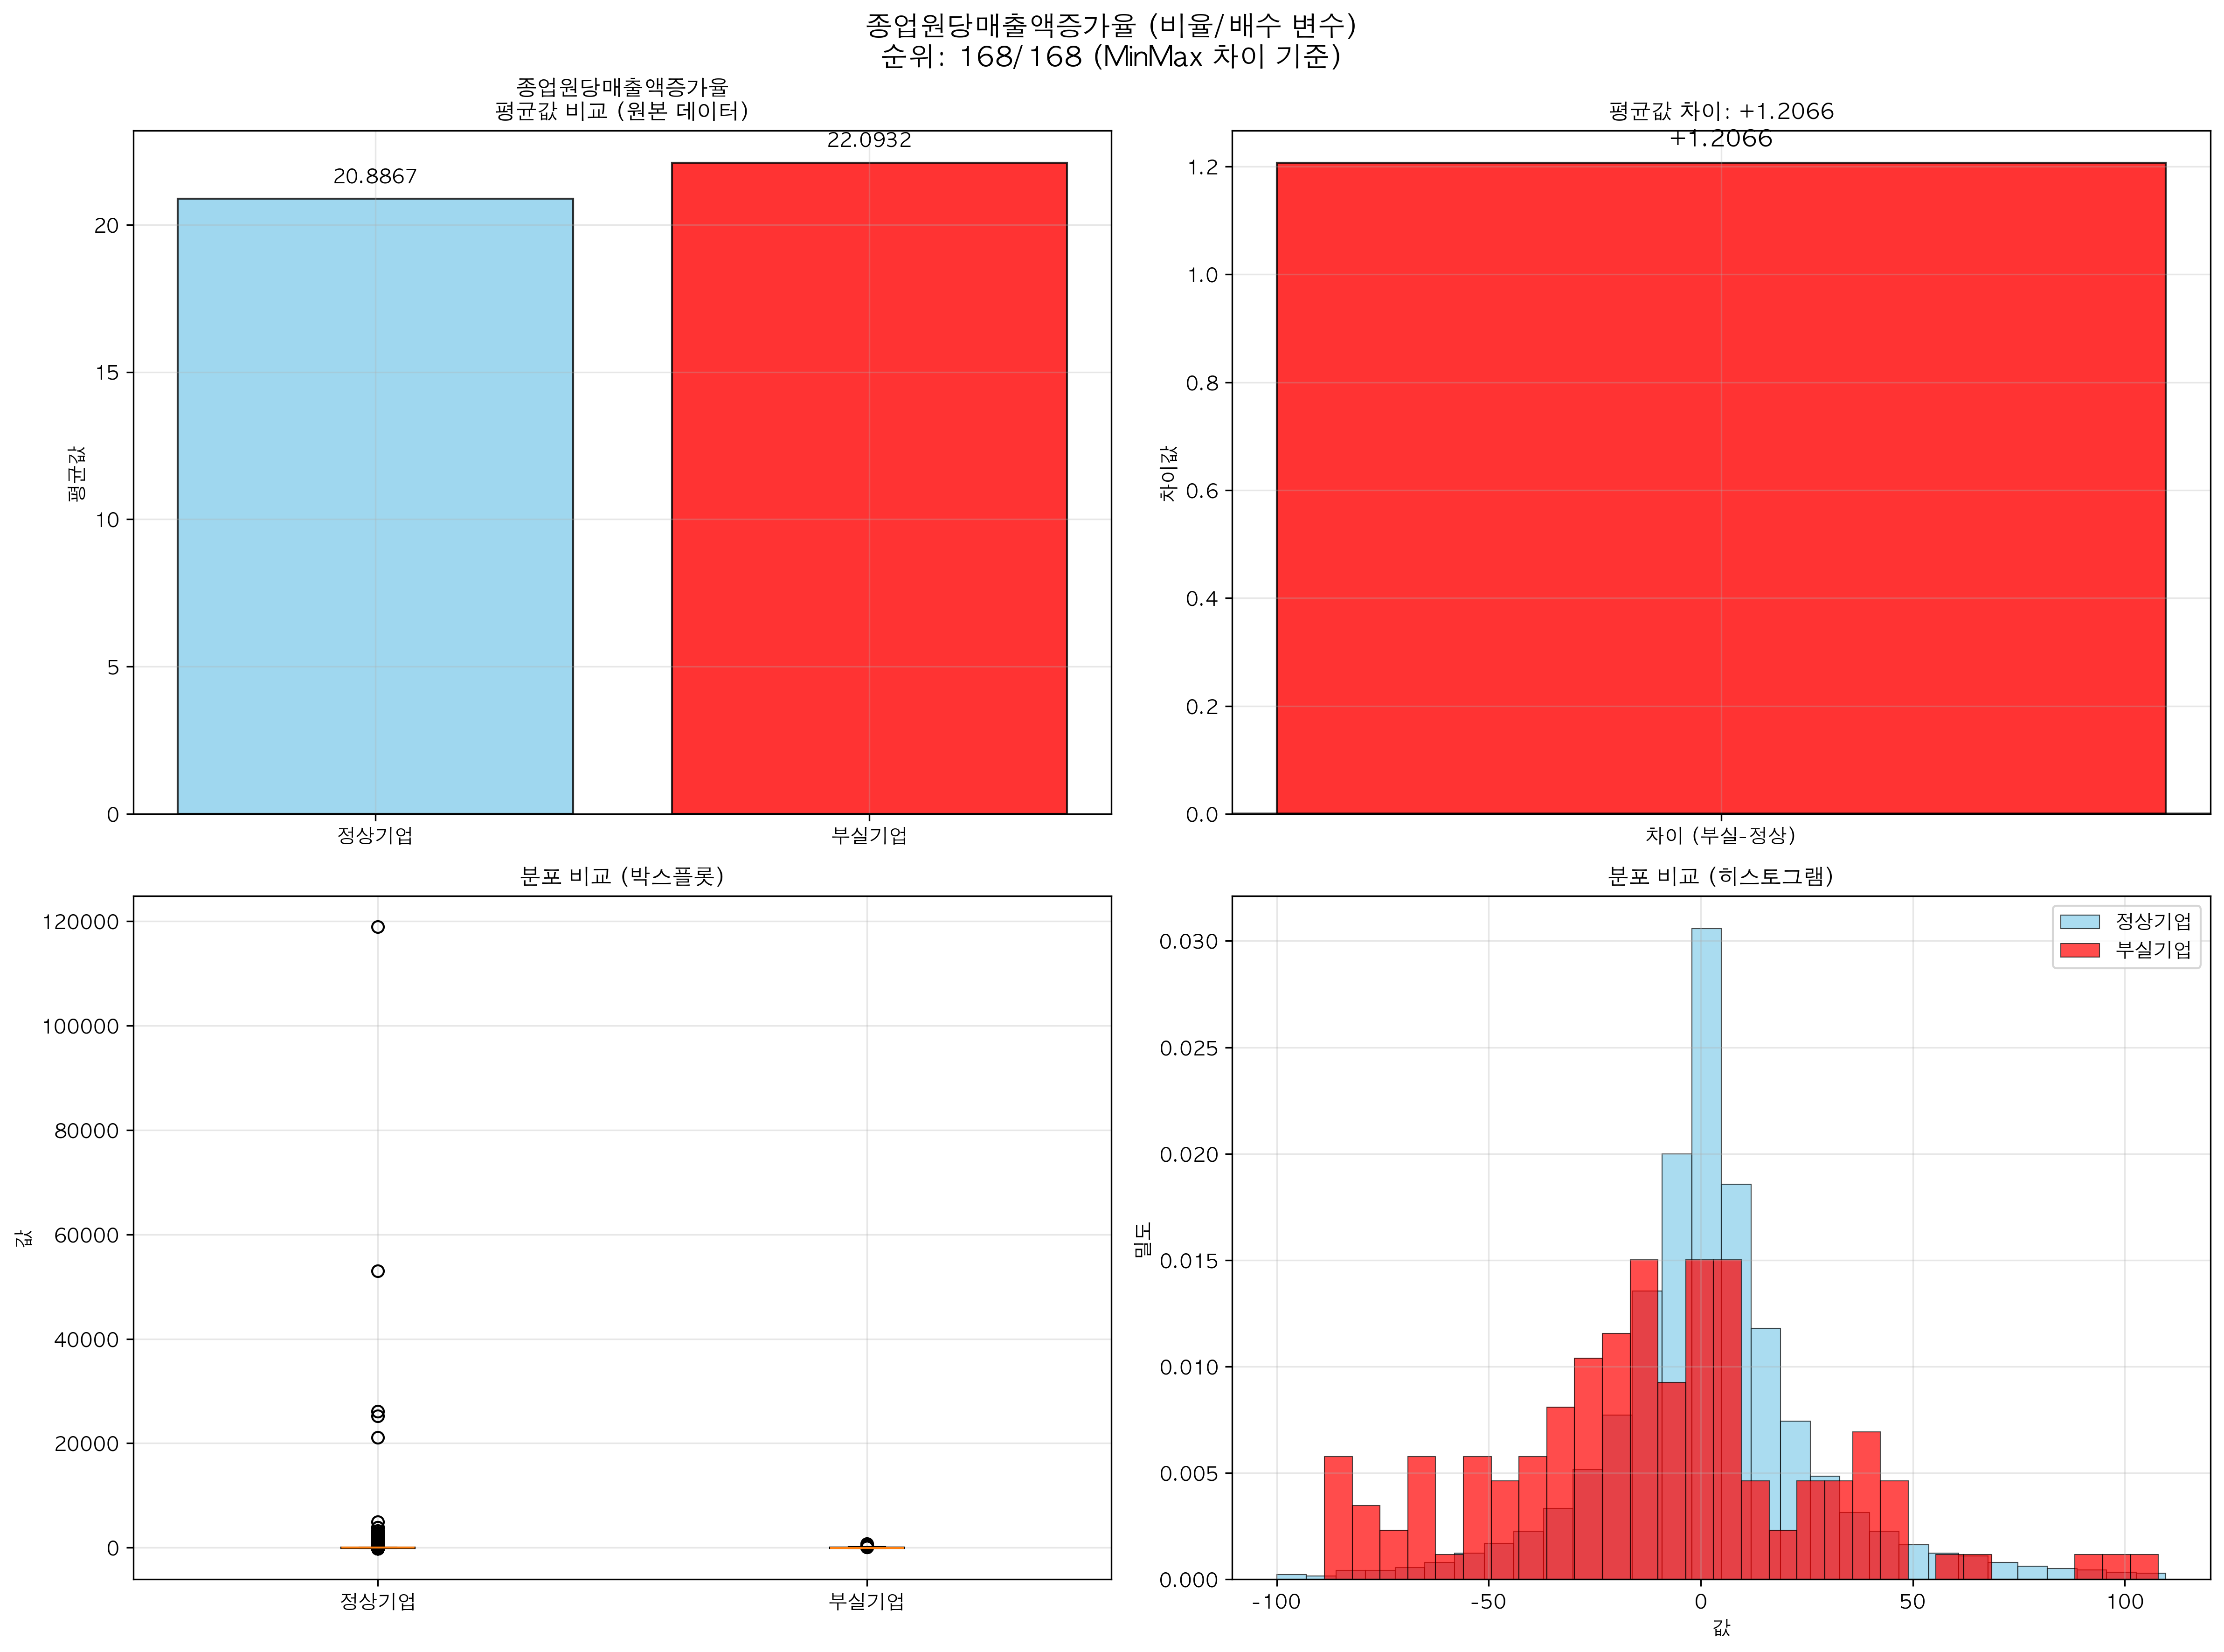 종업원당매출액증가율 (비율/배수 변수)
순위: 168/168 (MinMax 차이 기준)
종업원당매출액증가율
평균값 비교 (원본 데이터)
20.8867
22.0932
평균값
20
15
10
5
0
정상기업
부실기업
평균값 차이: +1.2066
+1.2066
차이값
1.2
1.0
0.8
0.6
0.4
0.2
0.0
차이 (부실-정상)
분포 비교 (박스플롯)
값
120000
100000
80000
60000
40000
20000
0
정상기업
부실기업
분포 비교 (히스토그램)
정상기업
부실기업
밀도
0.030
0.025
0.020
0.015
0.010
0.005
0.000
-100
-50
0
50
100
값